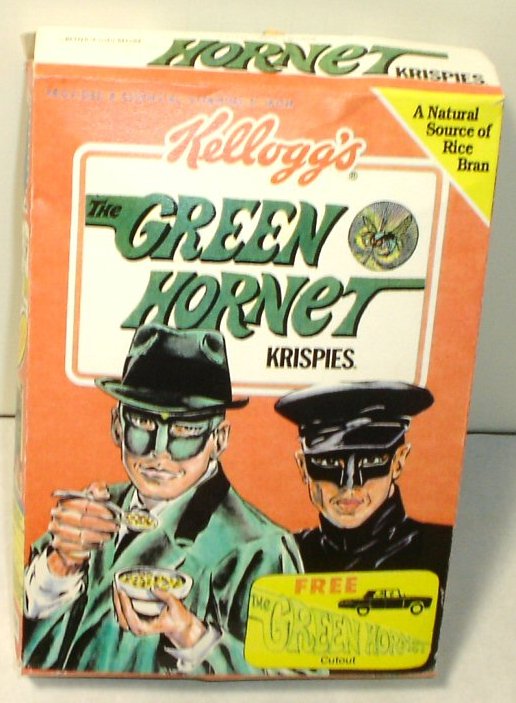 HORNET
KRISPIES
Kellogg's®
A Natural
Source of
Rice
Bran
THE GREEN
HORNET
KRISPIES
FREE
THE
GREEN HORNET
Cutout